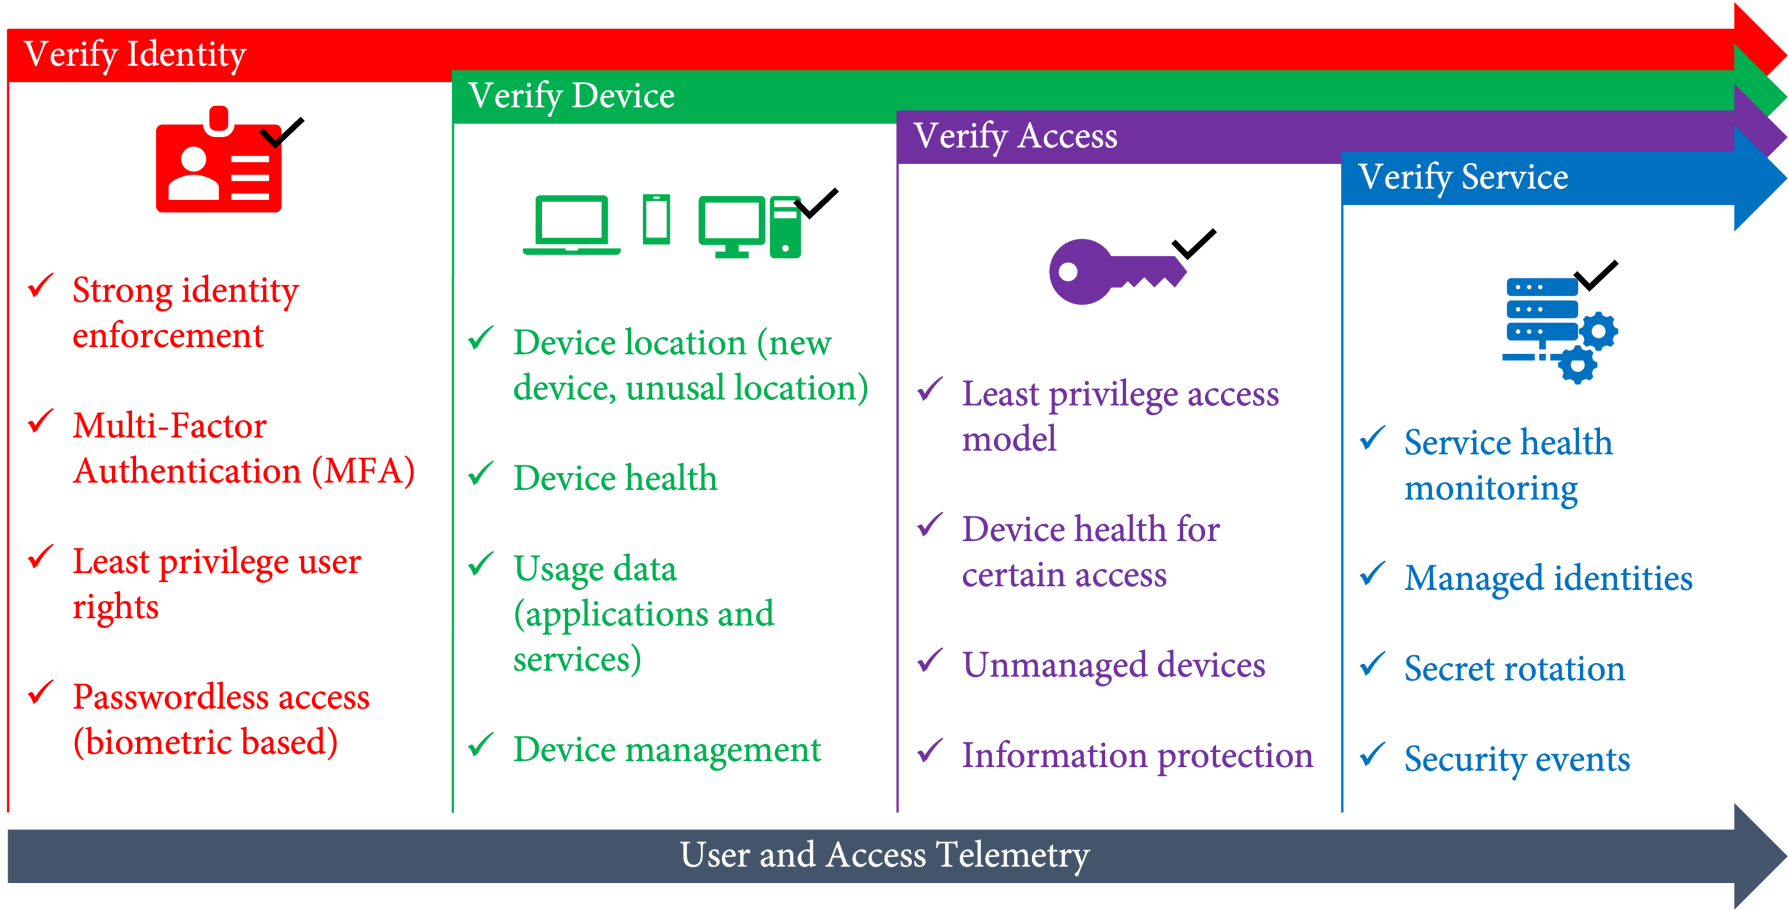 Verify Identity
Strong identity
enforcement
Multi-Factor
Authentication (MFA)
Least privilege user
rights
Passwordless access
(biometric based)
Verify Device
Device location (new
device, unusal location)
Device health
Usage data
(applications and
services)
Device management
Verify Access
Least privilege access
model
Device health for
certain access
Unmanaged devices
Information protection
Verify Service
Service health
monitoring
Managed identities
Secret rotation
Security events
User and Access Telemetry